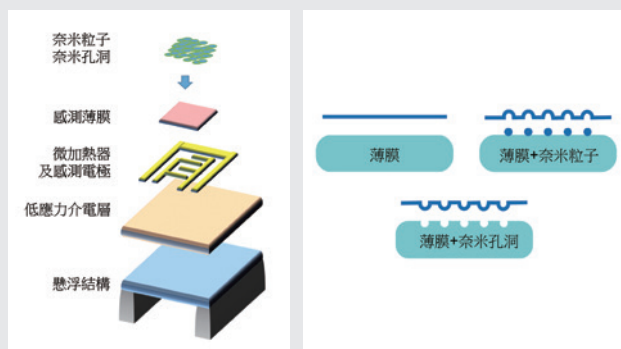 奈米粒子
奈米孔洞
感測薄膜
微加熱器
及感測電極
低應力介電層
懸浮結構
薄膜
薄膜+奈米粒子
薄膜+奈米孔洞